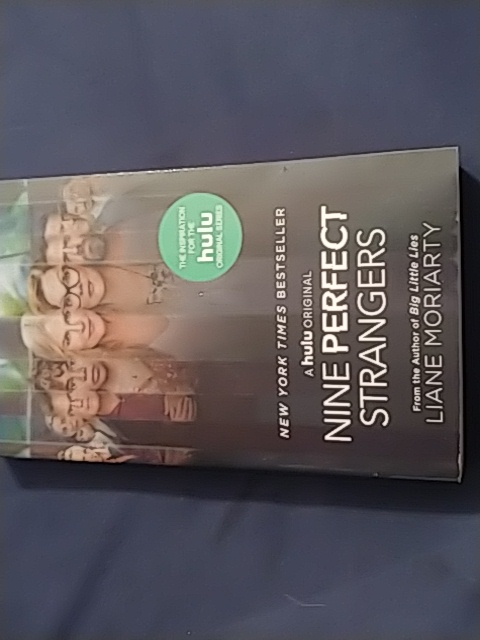 THE INSPIRATION
FOR THE
hulu
ORIGINAL SERIES
NEW YORK TIMES BESTSELLER
A hulu ORIGINAL
NINE PERFECT
STRANGERS
From the Author of Big Little Lies
LIANE MORIARTY